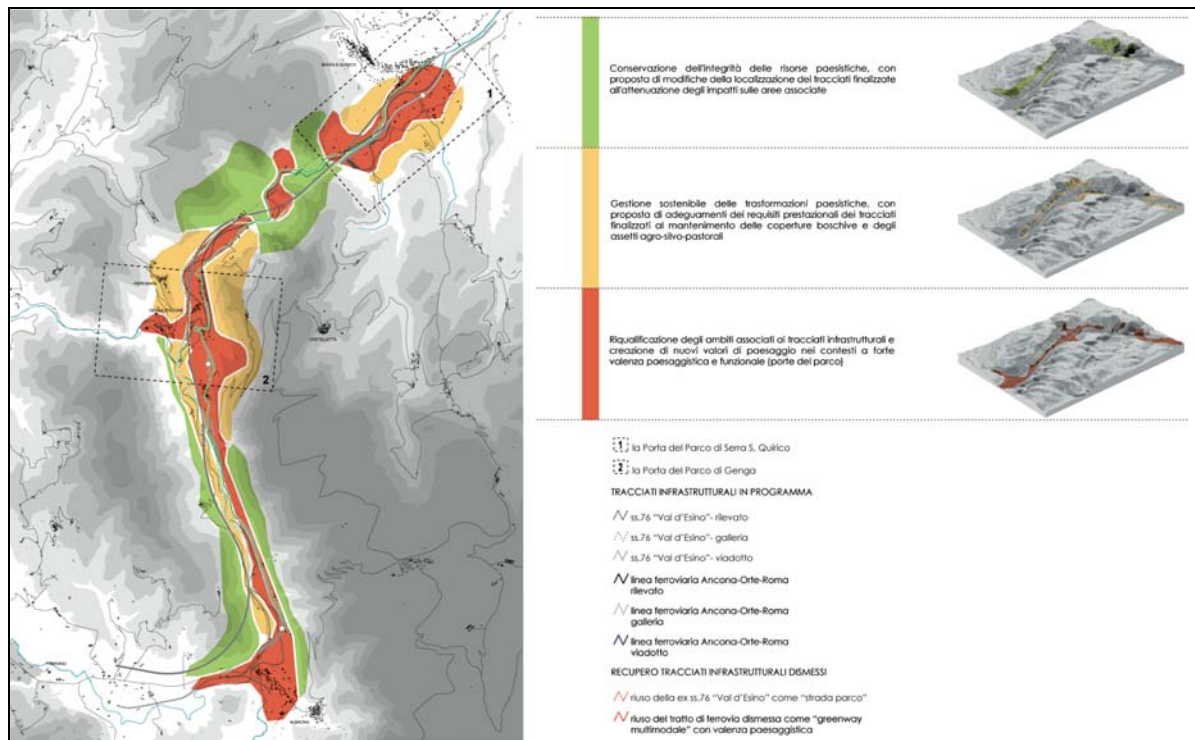 SERRA S. QUIRICO
1
2
ALBACINA
Conservazione dell'integrità delle risorse paesistiche, con
proposta di modifiche della localizzazione dei tracciati finalizzate
all'attenuazione degli impatti sulle aree associate
Gestione sostenibile delle trasformazioni paesistiche, con
proposta di adeguamenti dei requisiti prestazionali dei tracciati
finalizzati al mantenimento delle coperture boschive e degli
assetti agro-silvo-pastorali
Riqualificazione degli ambiti associati ai tracciati infrastrutturali e
creazione di nuovi valori di paesaggio nei contesti a forte
valenza paesaggistica e funzionale (porte del parco)
1 la Porta del Parco di Serra S. Quirico
2 la Porta del Parco di Genga
TRACCIATI INFRASTRUTTURALI IN PROGRAMMA
ss.76 "Val d'Esino"- rilevato
ss.76 "Val d'Esino"- galleria
ss.76 "Val d'Esino"- viadotto
linea ferroviaria Ancona-Orte-Roma
rilevato
linea ferroviaria Ancona-Orte-Roma
galleria
linea ferroviaria Ancona-Orte-Roma
viadotto
RECUPERO TRACCIATI INFRASTRUTTURALI DISMESSI
riuso della ex ss.76 "Val d'Esino" come "strada parco"
riuso del tratto di ferrovia dismessa come "greenway
multimodale" con valenza paesaggistica